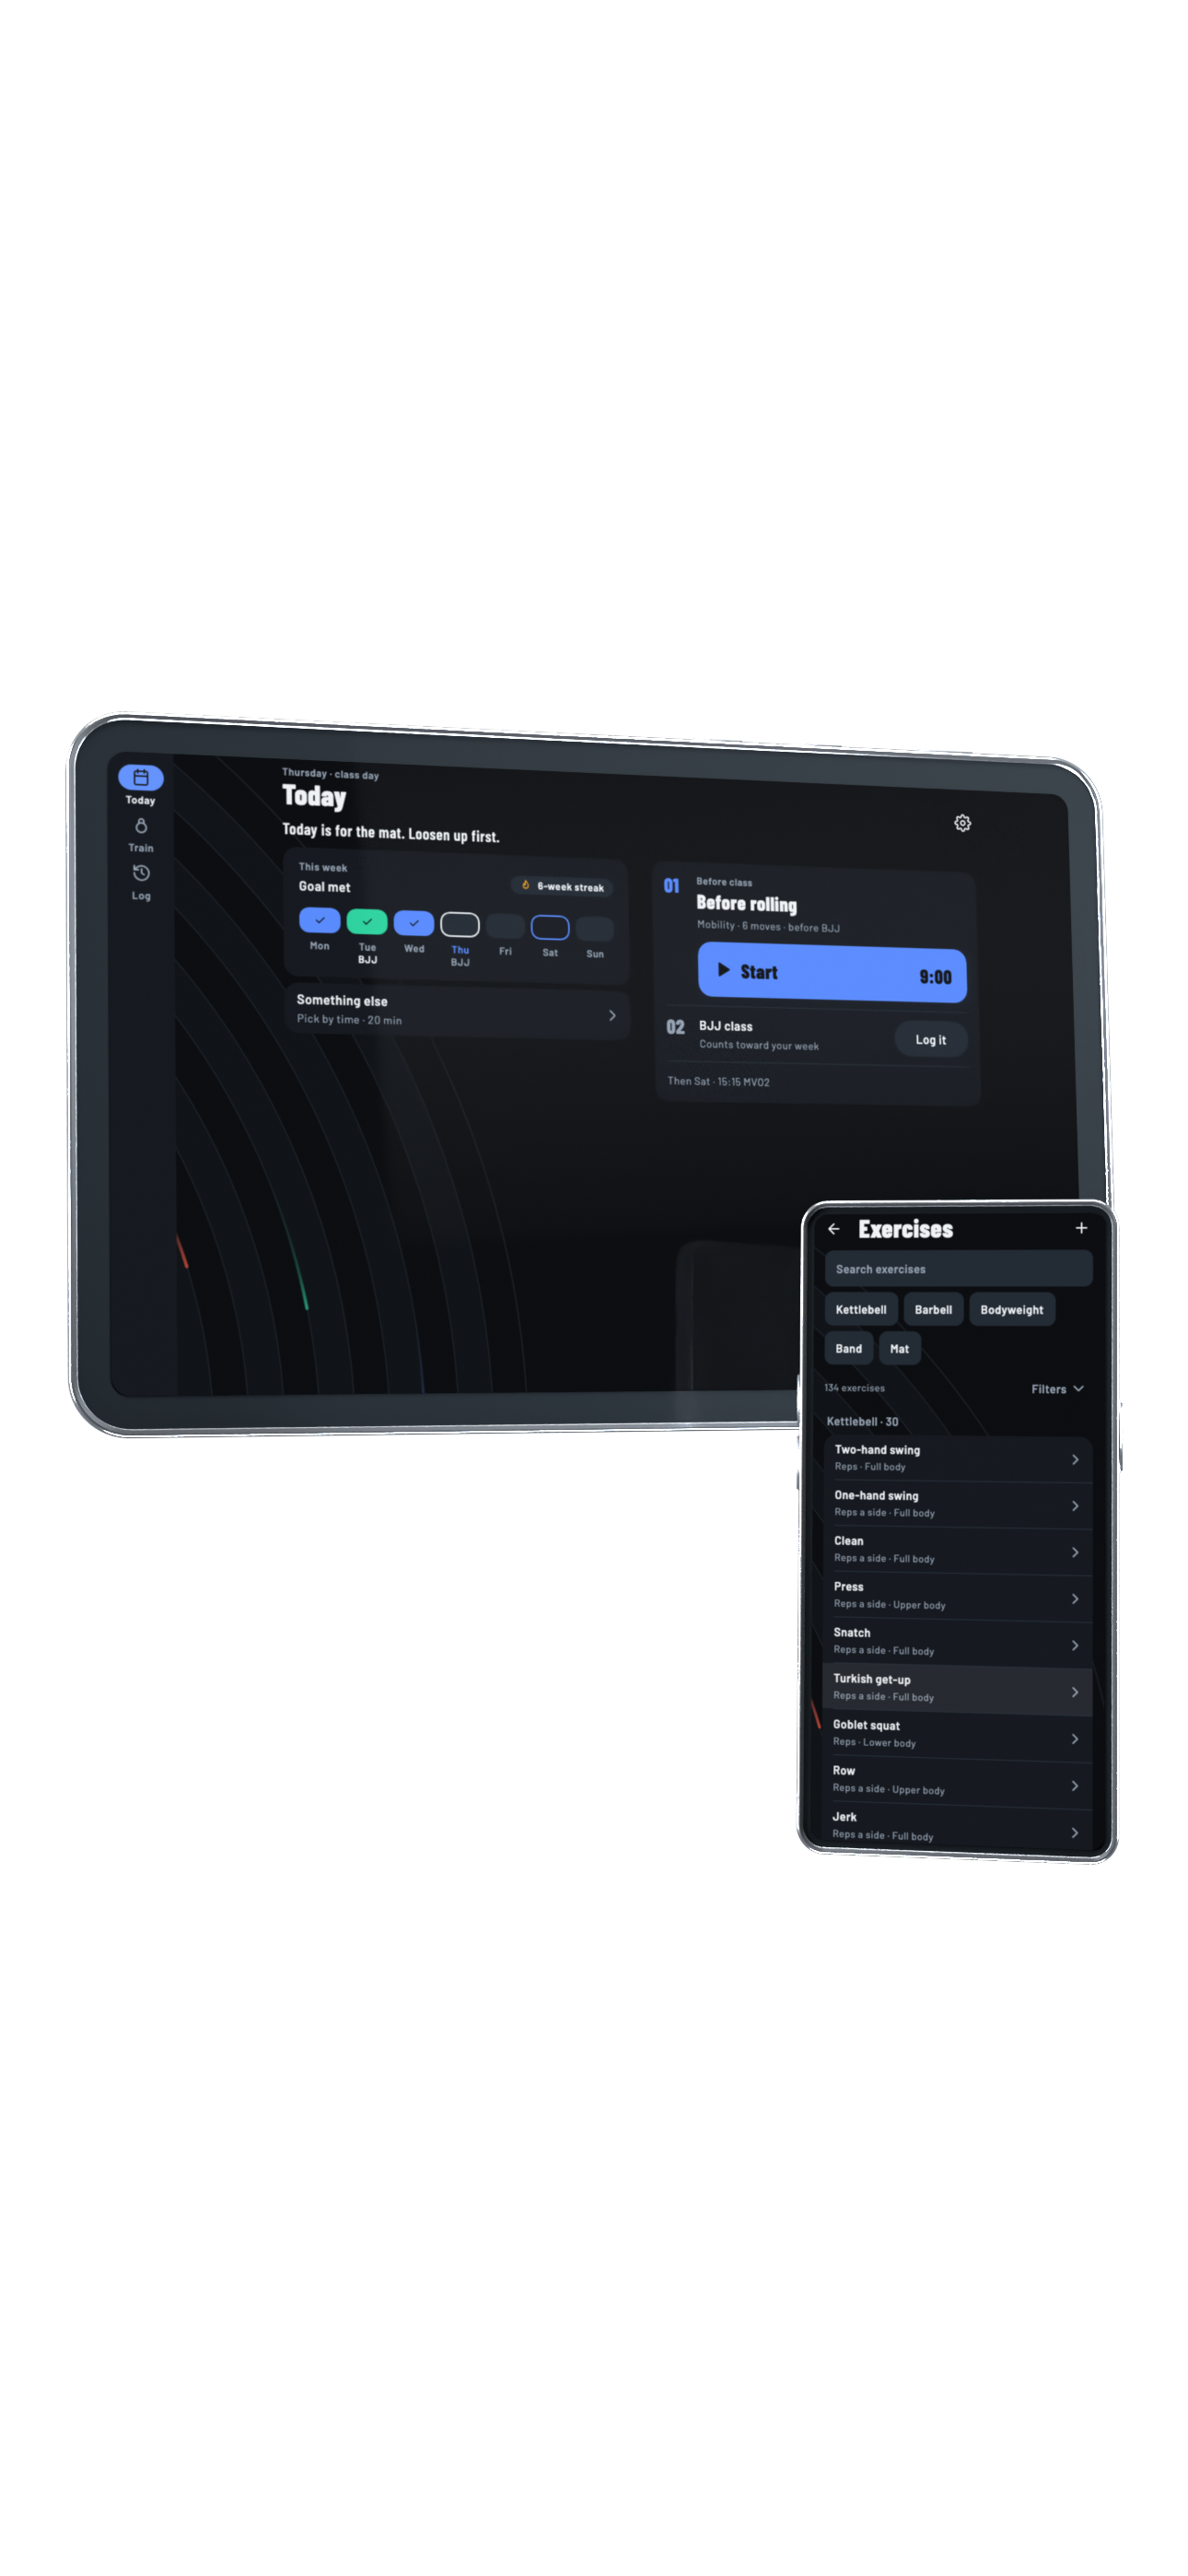 Today
Train
Log
Thursday · class day
Today
Today is for the mat. Loosen up first.
This week
Goal met
6-week streak
Mon
Tue
BJJ
Wed
Thu
BJJ
Fri
Sat
Sun
Something else
Pick by time · 20 min
01
Before class
Before rolling
Mobility · 6 moves · before BJJ
Start
9:00
02
BJJ class
Counts toward your week
Log it
Then Sat · 15:15 MVO2
Exercises
Search exercises
Kettlebell
Barbell
Bodyweight
Band
Mat
134 exercises
Filters
Kettlebell · 30
Two-hand swing
Reps · Full body
One-hand swing
Reps a side · Full body
Clean
Reps a side · Full body
Press
Reps a side · Upper body
Snatch
Reps a side · Full body
Turkish get-up
Reps a side · Full body
Goblet squat
Reps · Lower body
Row
Reps a side · Upper body
Jerk
Reps a side · Full body